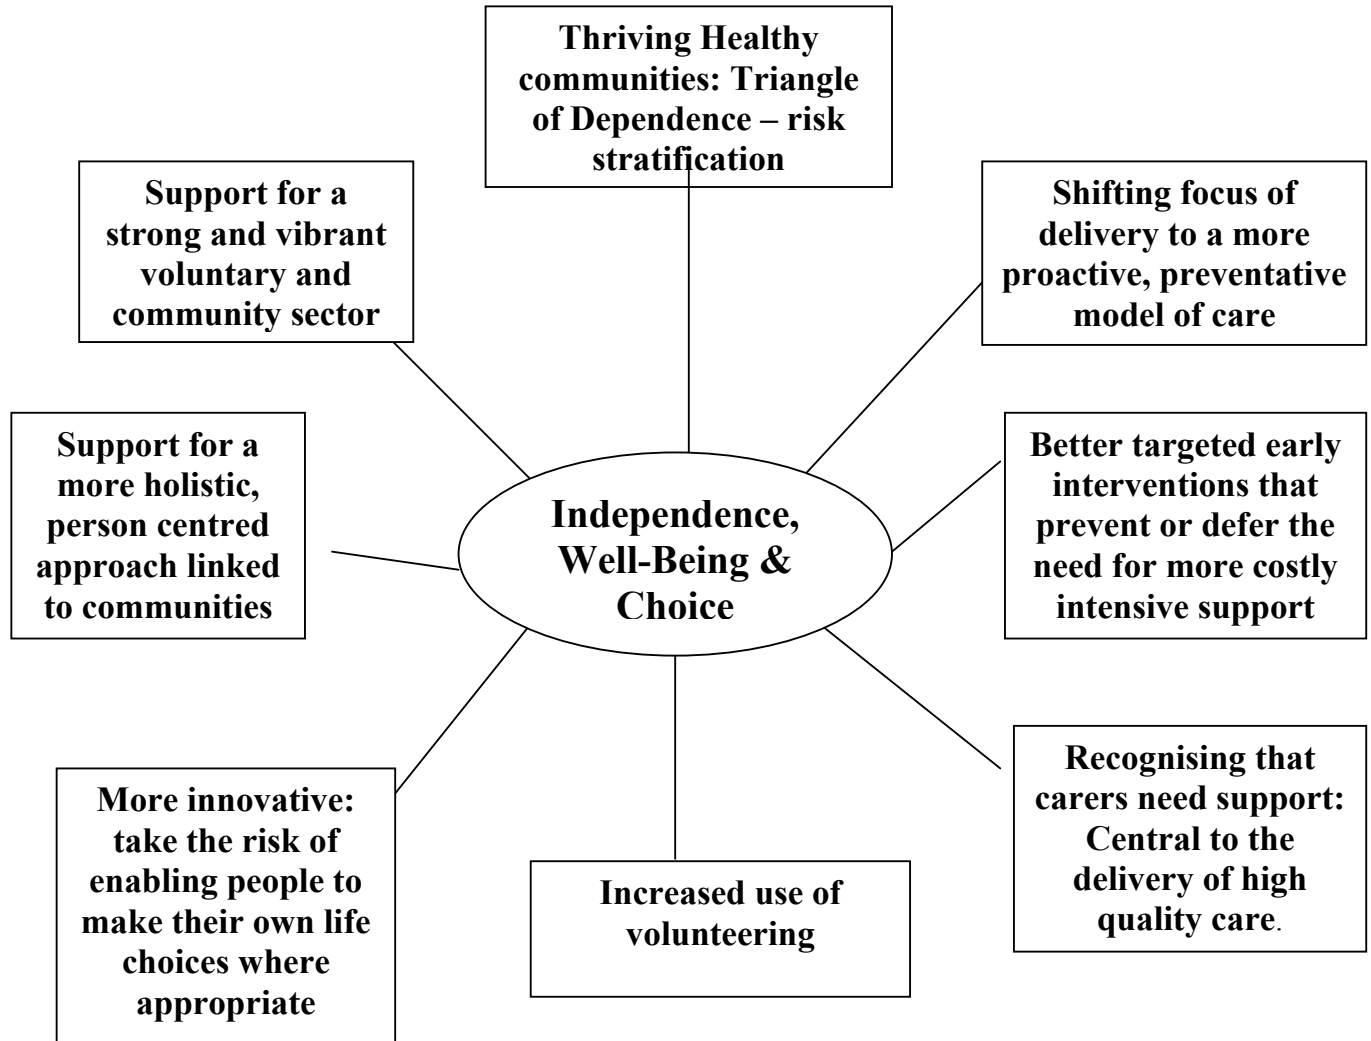 Thriving Healthy
communities: Triangle
of Dependence – risk
stratification
Support for a
strong and vibrant
voluntary and
community sector
Shifting focus of
delivery to a more
proactive, preventative
model of care
Support for a
more holistic,
person centred
approach linked
to communities
Independence,
Well-Being &
Choice
Better targeted early
interventions that
prevent or defer the
need for more costly
intensive support
More innovative:
take the risk of
enabling people to
make their own life
choices where
appropriate
Increased use of
volunteering
Recognising that
carers need support:
Central to the
delivery of high
quality care.